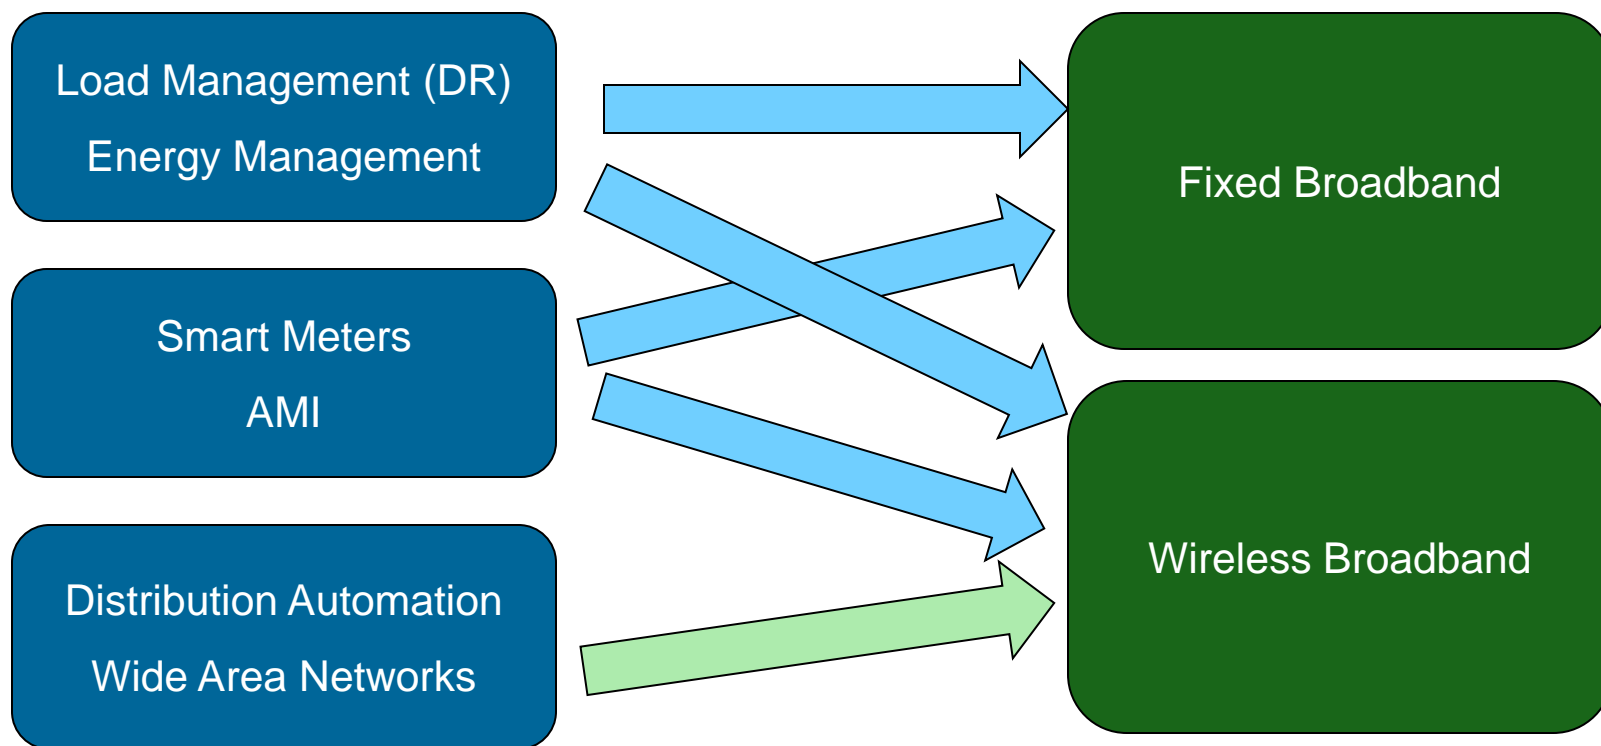 Load Management (DR)
Energy Management
Smart Meters
AMI
Distribution Automation
Wide Area Networks
Fixed Broadband
Wireless Broadband